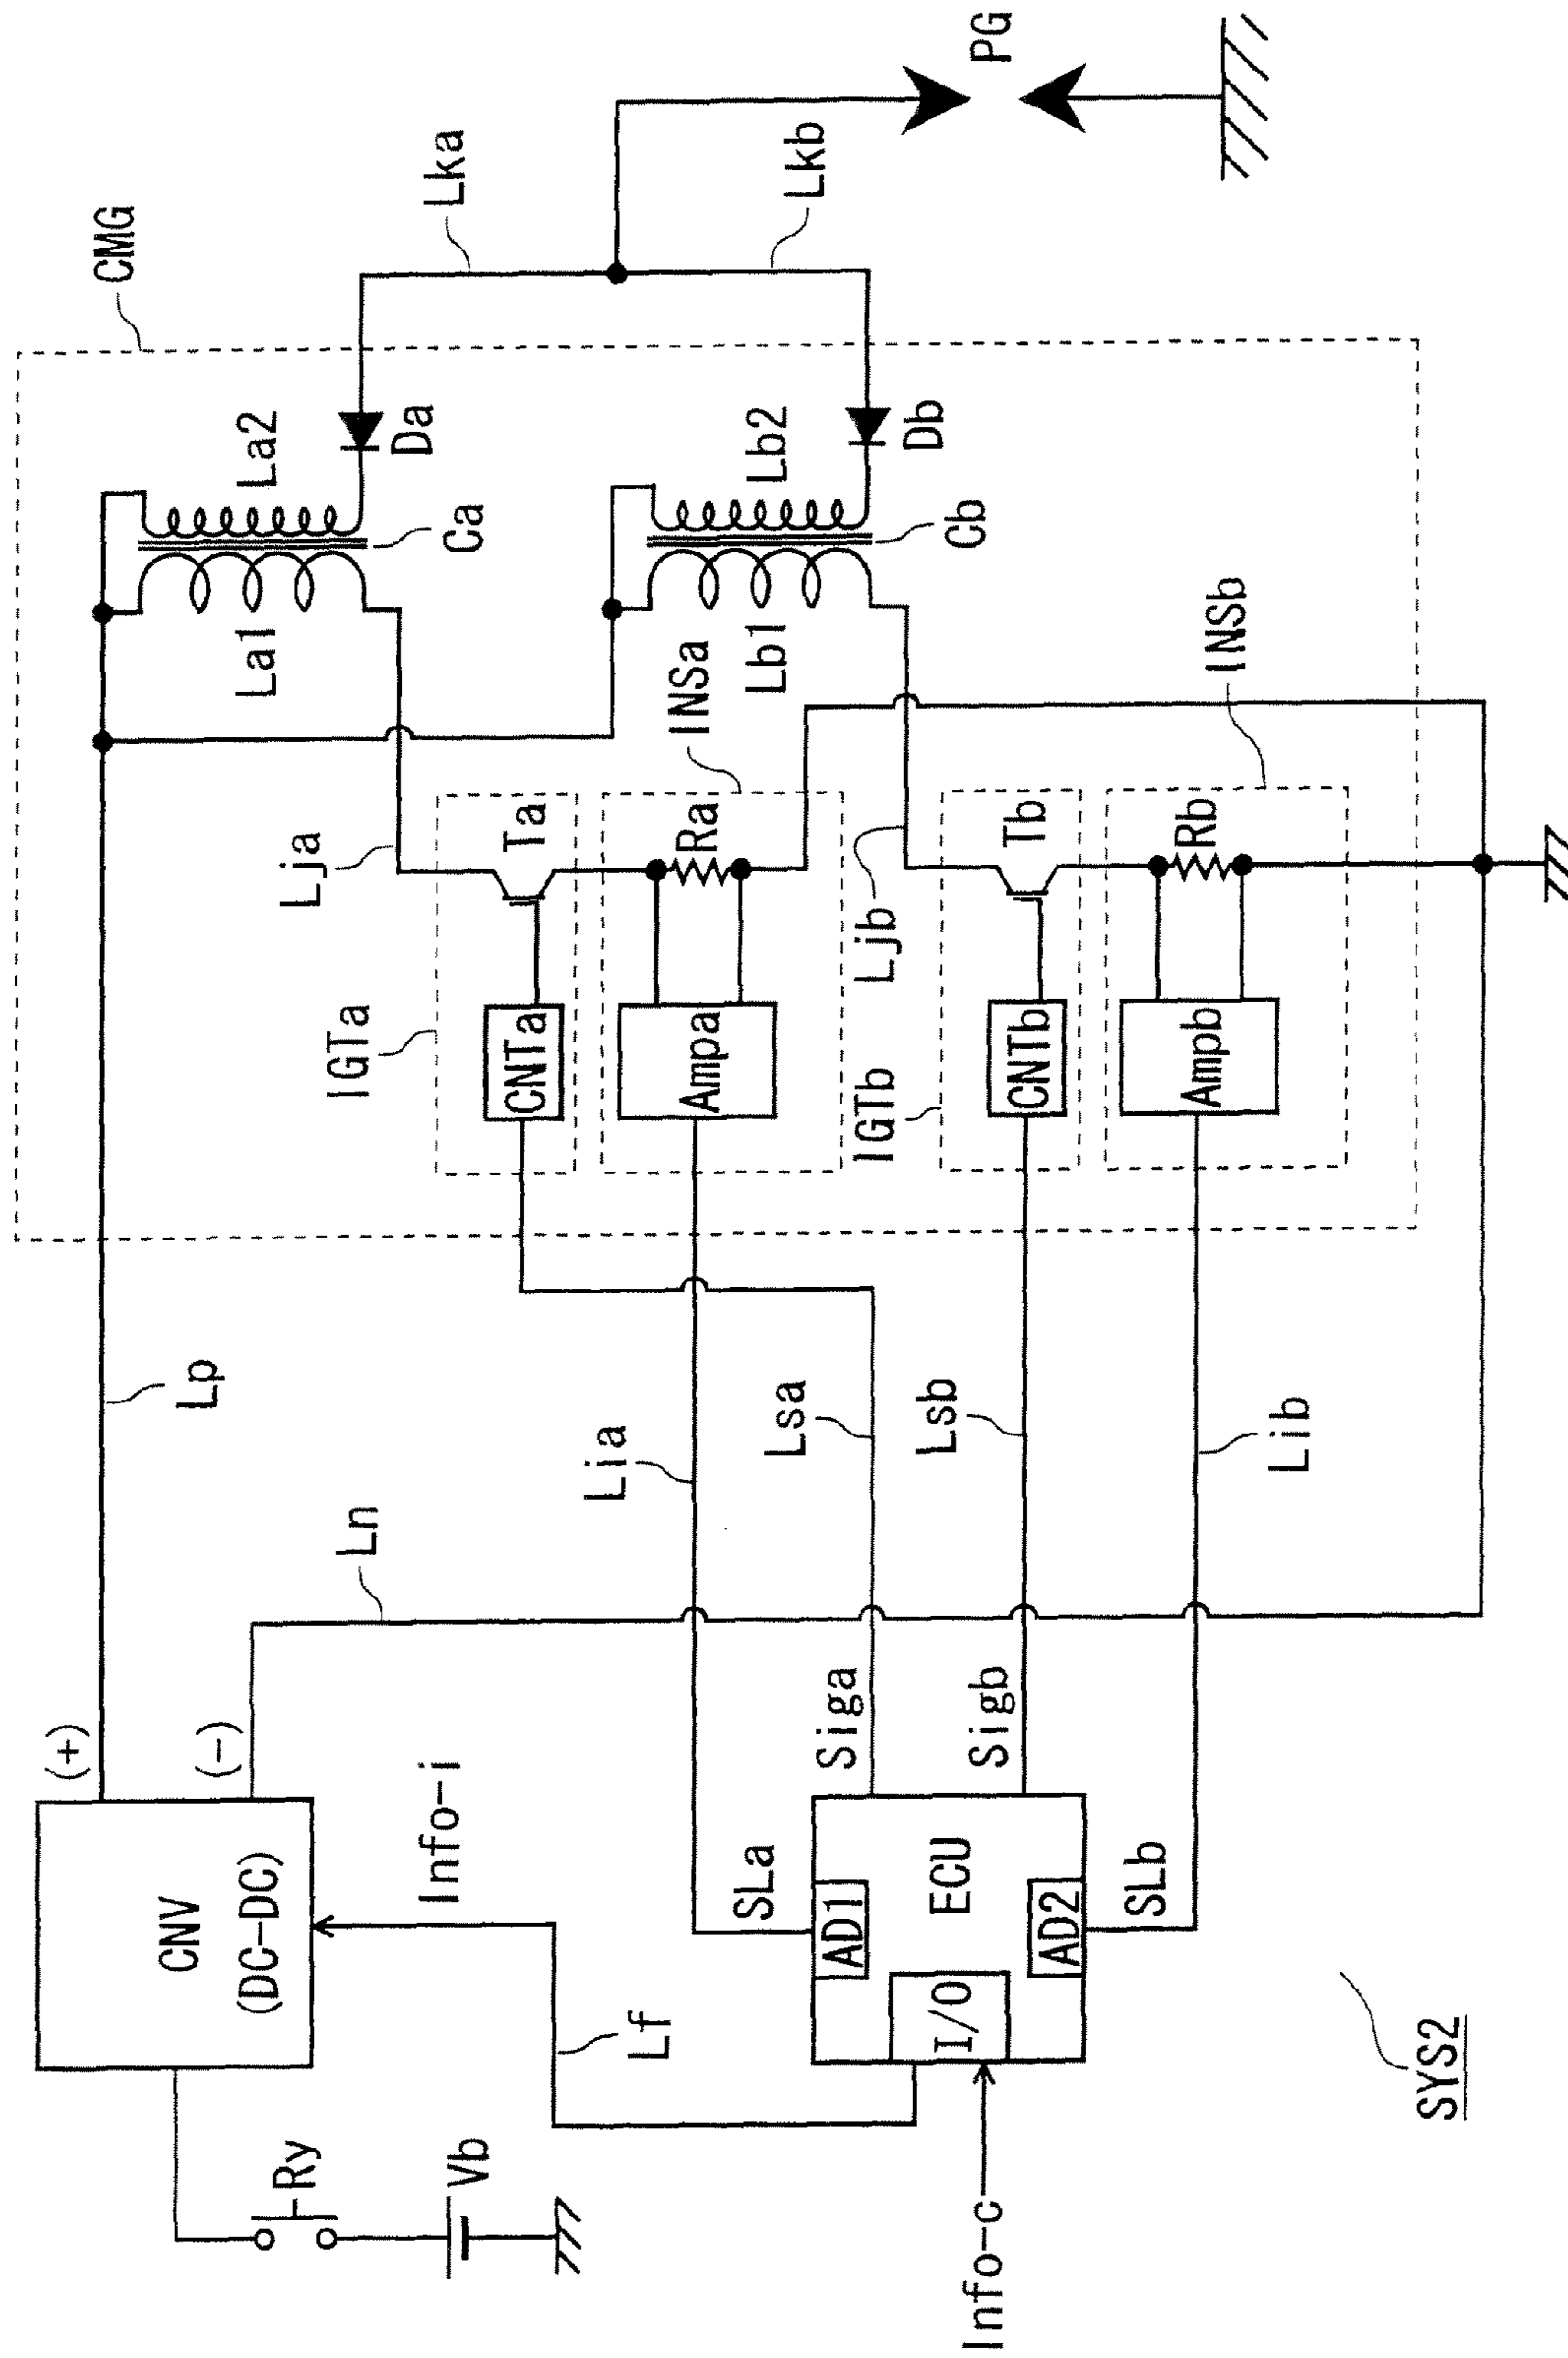 CMG
Lka
Lkb
PG
La2
Da
Ca
La1
Lb2
Db
Cb
Lb1
INSa
INSb
Lja
Ta
Ra
Ljb
Tb
Rb
IGTa
CNTa
Ampa
IGTb
CNTb
Ampb
Lp
Ln
Lia
Lsa
Lsb
Lib
(+)
(-)
CNV
(DC-DC)
Info-i
Siga
Sigb
SLa
AD1
ECU
AD2
SLb
I/O
Lf
Ry
Vb
Info-c
SYS2